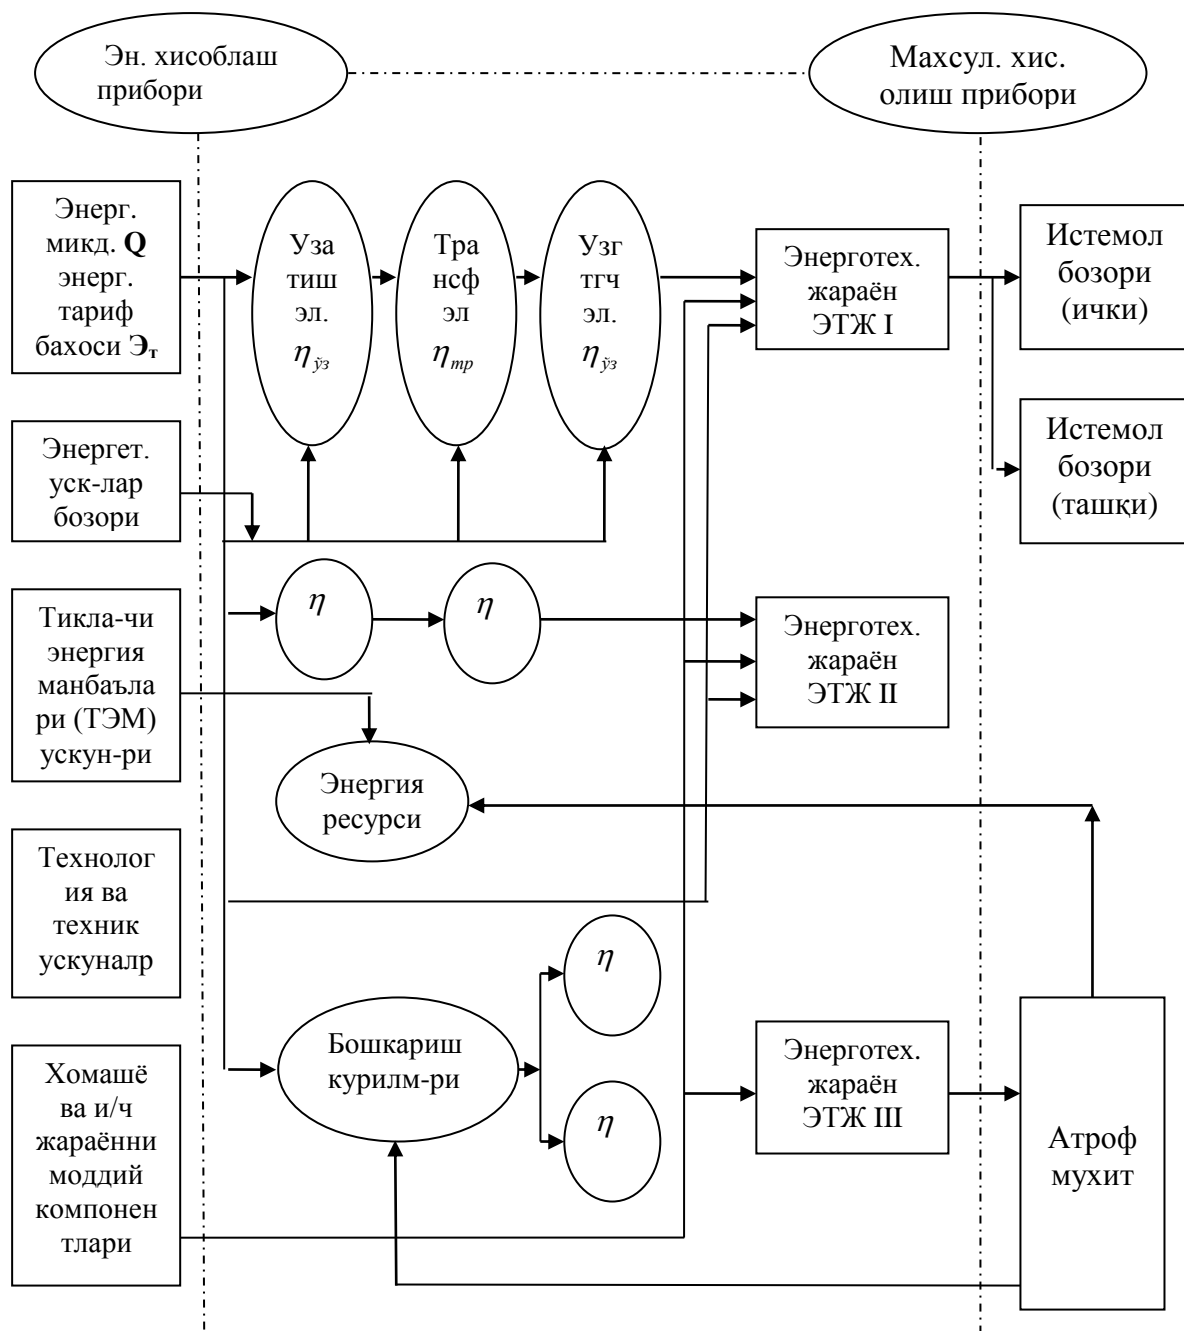 Эн. хисоблаш
прибори
Махсул. хис.
олиш прибори
Энерг.
микд. Q
энерг.
тариф
бахоси Эт
Уза
тиш
эл.
ηўз
Тра
нсф
эл
ηтр
Узг
тгч
эл.
ηўз
Энерготех.
жараён
ЭТЖ I
Истемол
бозори
(ички)
Энергет.
уск-лар
бозори
Истемол
бозори
(ташқи)
Тикла-чи
энергия
манбаъла
ри (ТЭМ)
ускун-ри
η
η
Энерготех.
жараён
ЭТЖ II
Энергия
ресурси
Технолог
ия ва
техник
ускуналр
η
Бошкариш
курилм-ри
η
Энерготех.
жараён
ЭТЖ III
Хомашё
ва и/ч
жараённи
моддий
компонен
тлари
Атроф
мухит